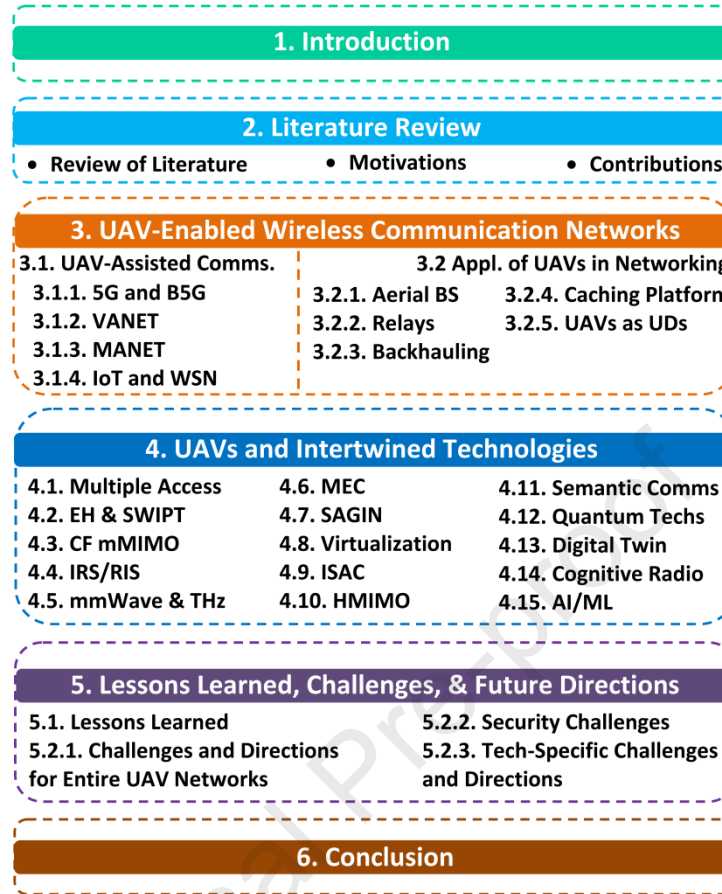 1. Introduction
2. Literature Review
• Review of Literature
• Motivations
• Contributions
3. UAV-Enabled Wireless Communication Networks
3.1. UAV-Assisted Comms.
3.1.1. 5G and B5G
3.1.2. VANET
3.1.3. MANET
3.1.4. IoT and WSN
3.2 Appl. of UAVs in Networking
3.2.1. Aerial BS
3.2.2. Relays
3.2.3. Backhauling
3.2.4. Caching Platform
3.2.5. UAVs as UDs
4. UAVs and Intertwined Technologies
4.1. Multiple Access
4.2. EH & SWIPT
4.3. CF mMIMO
4.4. IRS/RIS
4.5. mmWave & THz
4.6. MEC
4.7. SAGIN
4.8. Virtualization
4.9. ISAC
4.10. HMIMO
4.11. Semantic Comms
4.12. Quantum Techs
4.13. Digital Twin
4.14. Cognitive Radio
4.15. AI/ML
5. Lessons Learned, Challenges, & Future Directions
5.1. Lessons Learned
5.2.1. Challenges and Directions
for Entire UAV Networks
5.2.2. Security Challenges
5.2.3. Tech-Specific Challenges
and Directions
6. Conclusion
Pre-proof